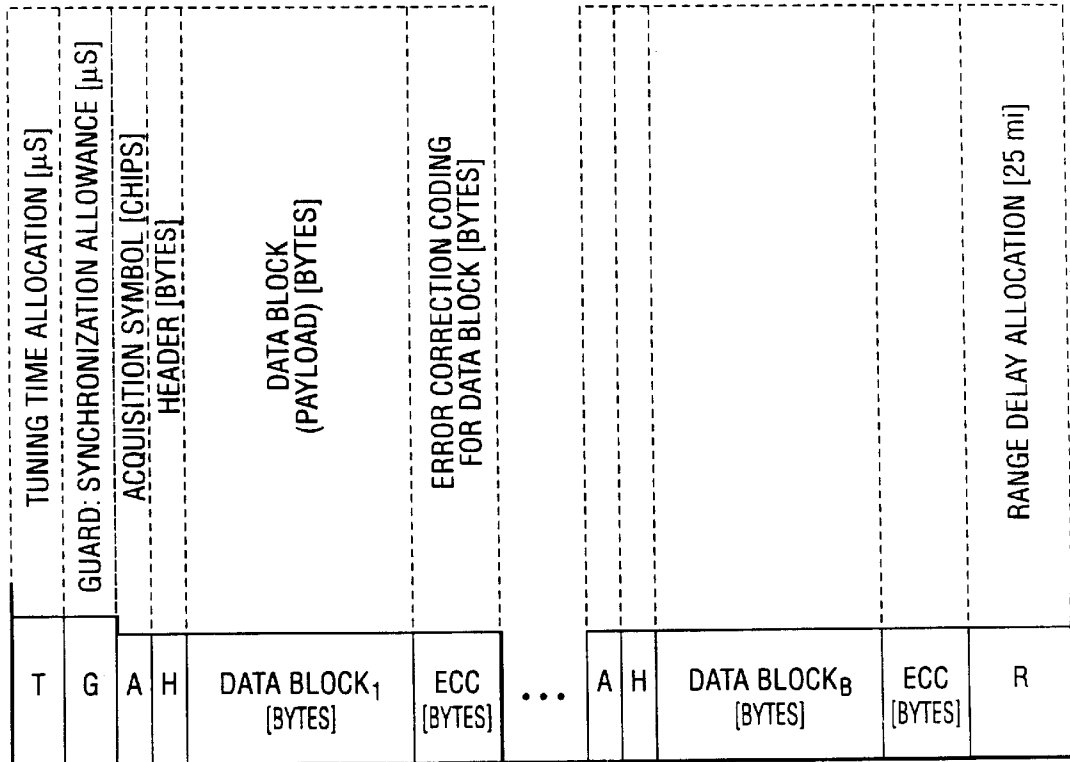 TUNING TIME ALLOCATION [μS]
GUARD: SYNCHRONIZATION ALLOWANCE [μS]
ACQUISITION SYMBOL [CHIPS]
HEADER [BYTES]
DATA BLOCK
(PAYLOAD) [BYTES]
ERROR CORRECTION CODING
FOR DATA BLOCK [BYTES]
RANGE DELAY ALLOCATION [25 mi]
T G A H DATA BLOCK₁ ECC ••• A H DATA BLOCK_B ECC R
[BYTES] [BYTES] [BYTES] [BYTES]